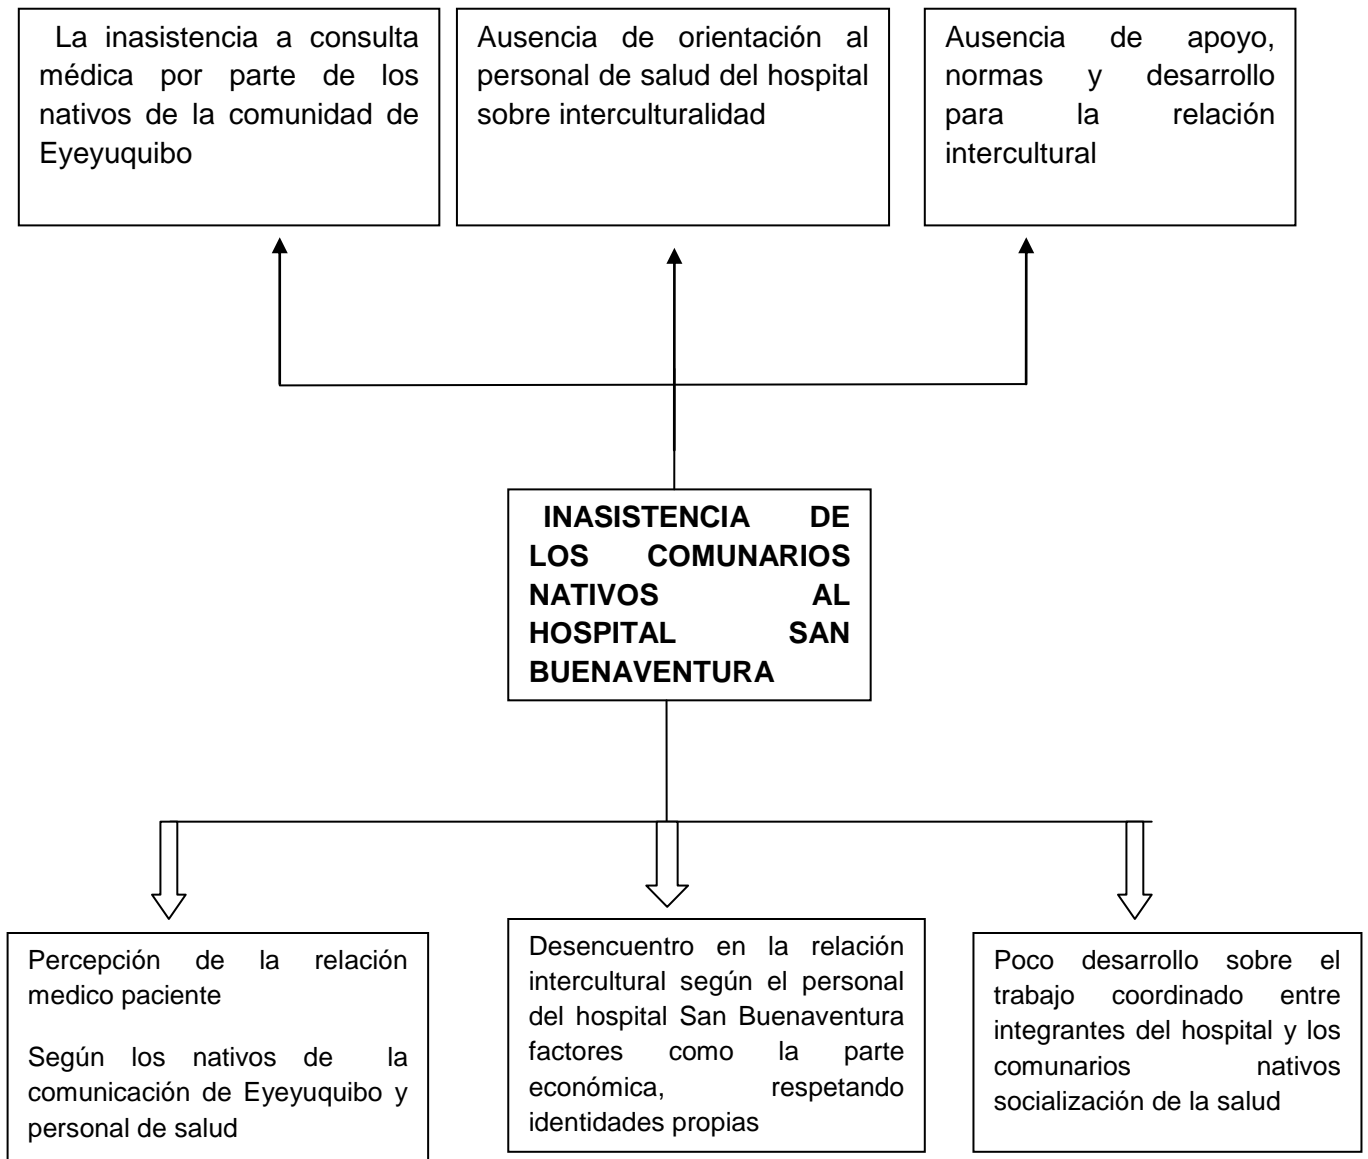 La inasistencia a consulta
médica por parte de los
nativos de la comunidad de
Eyeyuquibo
Ausencia de orientación al
personal de salud del hospital
sobre interculturalidad
Ausencia de apoyo,
normas y desarrollo
para la relación
intercultural
INASISTENCIA DE
LOS COMUNARIOS
NATIVOS AL
HOSPITAL SAN
BUENAVENTURA
Percepción de la relación
medico paciente
Según los nativos de la
comunicación de Eyeyuquibo y
personal de salud
Desencuentro en la relación
intercultural según el personal
del hospital San Buenaventura
factores como la parte
económica, respetando
identidades propias
Poco desarrollo sobre el
trabajo coordinado entre
integrantes del hospital y los
comunarios nativos
socialización de la salud